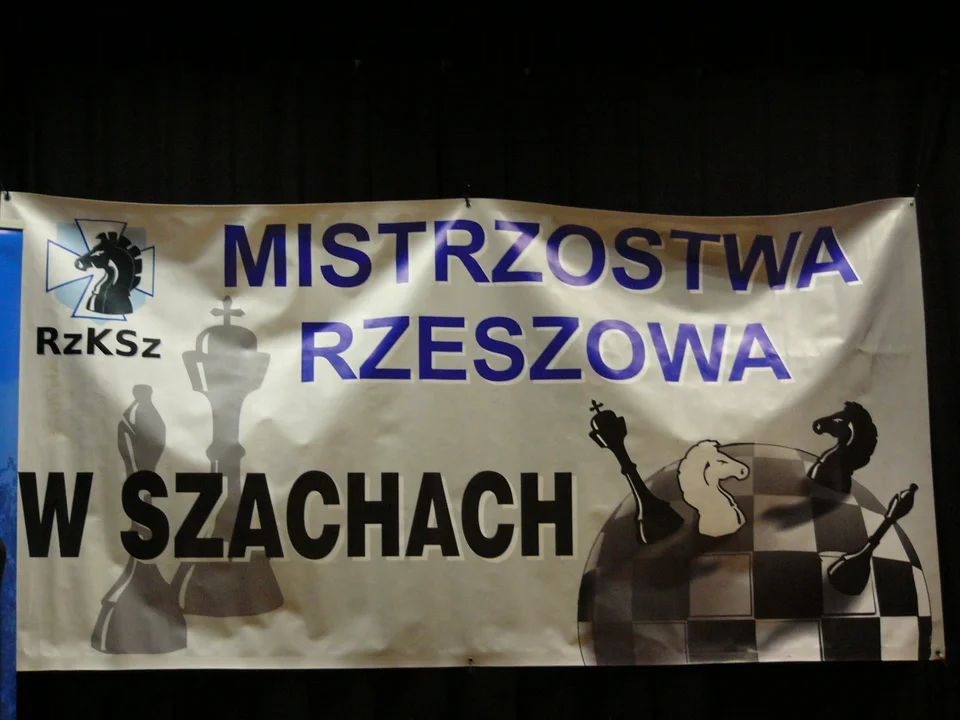 MISTRZOSTWA
RzKSz
RZESZOWA
W SZACHACH